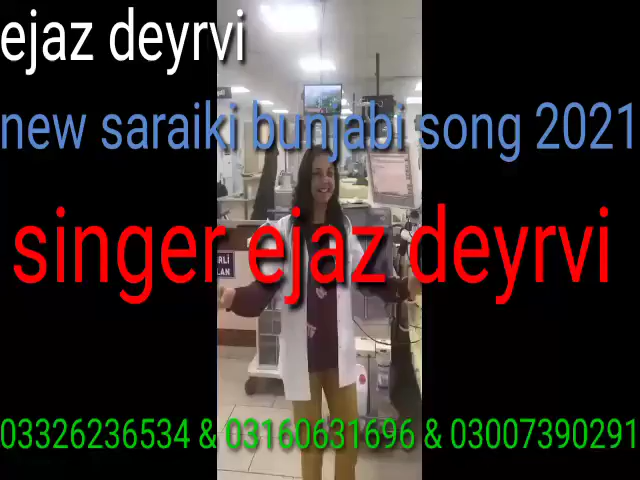 ejaz deyrvi
new saraiki bunjabi song 2021
singer ejaz deyrvi
03326236534 & 03160631696 & 03007390291